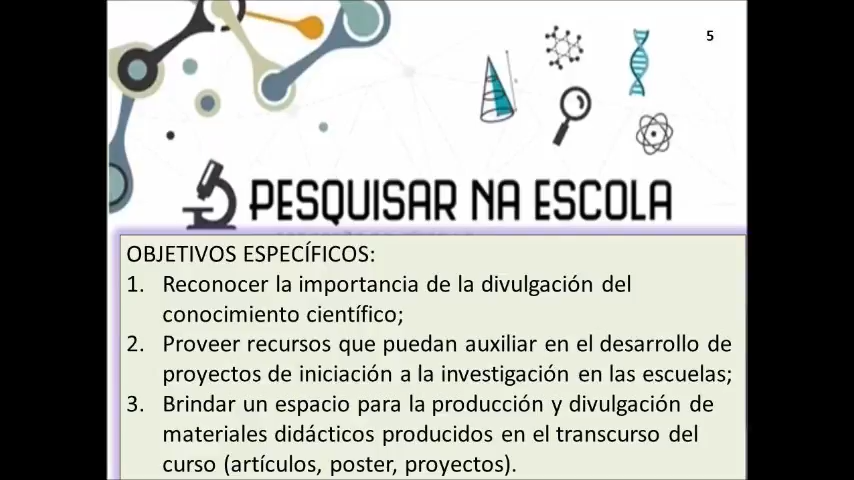 5
PESQUISAR NA ESCOLA
OBJETIVOS ESPECÍFICOS:
1. Reconocer la importancia de la divulgación del
conocimiento científico;
2. Proveer recursos que puedan auxiliar en el desarrollo de
proyectos de iniciación a la investigación en las escuelas;
3. Brindar un espacio para la producción y divulgación de
materiales didácticos producidos en el transcurso del
curso (artículos, poster, proyectos).